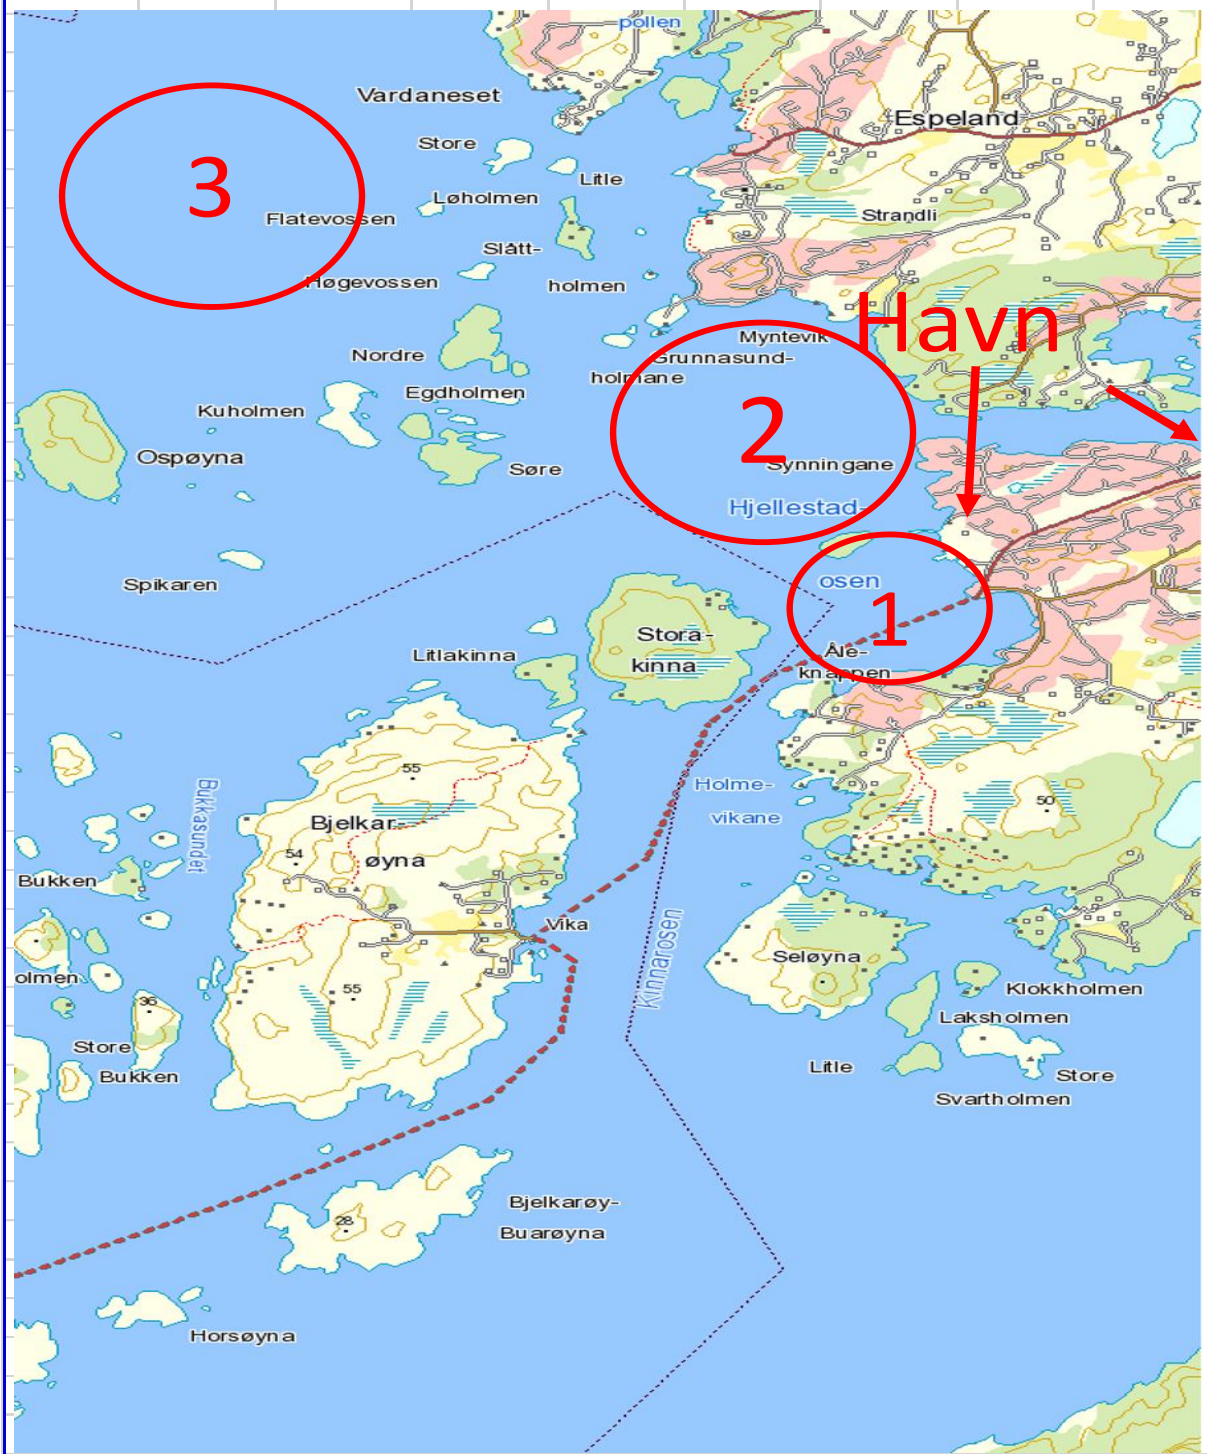 pollen
Vardaneset
Espeland
Store
3
Litle
Løholmen
Flatevossen
Strandli
Slått-
Høgevossen
holmen
Havn
Myntevik
Nordre
Grunnasund-
holmane
Egdholmen
Kuholmen
2
Ospøyna
Søre
Synningane
Hjellestad-
Spikaren
osen
1
Stora-
kinna
Litlakinna
Åle-
knappen
55
Bukkasundet
Holme-
vikane
50
Bjelkar-
øyna
54
Bukken
Vika
Kinnarosen
Seløyna
olmen
55
Klokkholmen
36
Laksholmen
Store
Bukken
Litle
Store
Svartholmen
Bjelkarøy-
Buarøyna
28
Horsøyna